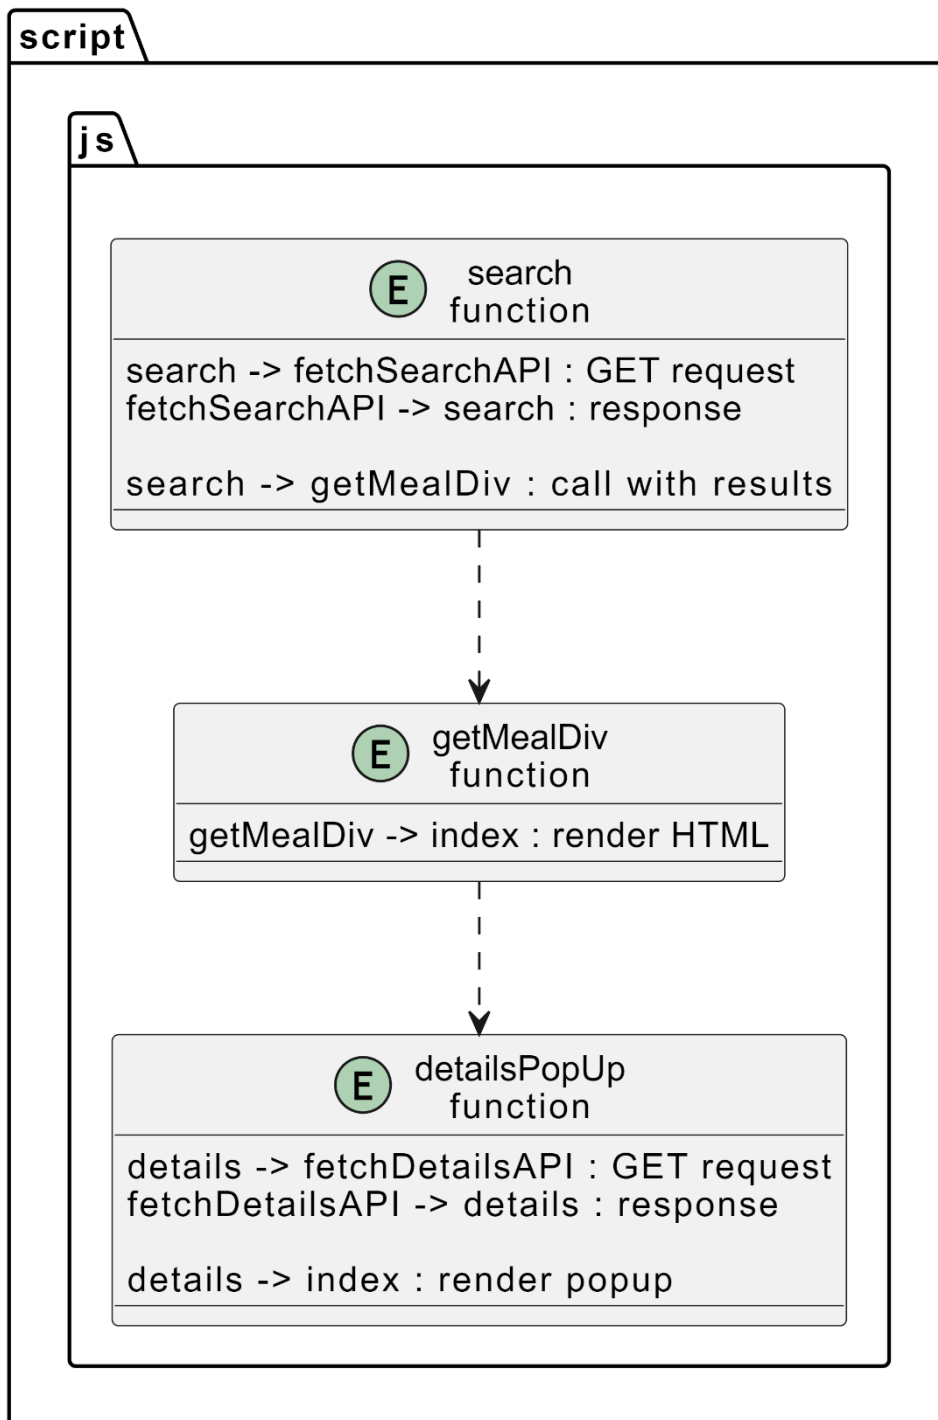 script
js
E
search
function
search -> fetchSearchAPI : GET request
fetchSearchAPI -> search : response
search -> getMealDiv : call with results
E
getMealDiv
function
getMealDiv -> index : render HTML
E
detailsPopUp
function
details -> fetchDetailsAPI : GET request
fetchDetailsAPI -> details : response
details -> index : render popup